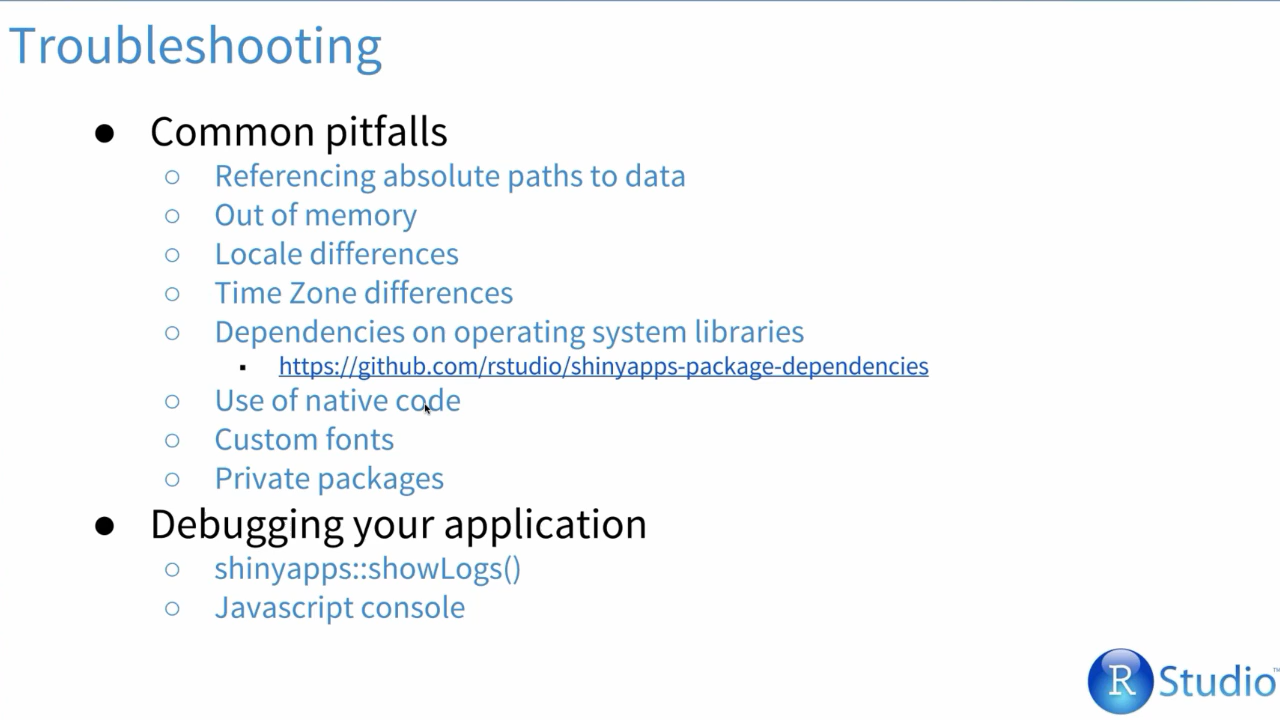 Troubleshooting
● Common pitfalls
○ Referencing absolute paths to data
○ Out of memory
○ Locale differences
○ Time Zone differences
○ Dependencies on operating system libraries
▪ https://github.com/rstudio/shinyapps-package-dependencies
○ Use of native code
○ Custom fonts
○ Private packages
● Debugging your application
○ shinyapps::showLogs()
○ Javascript console
R Studio™